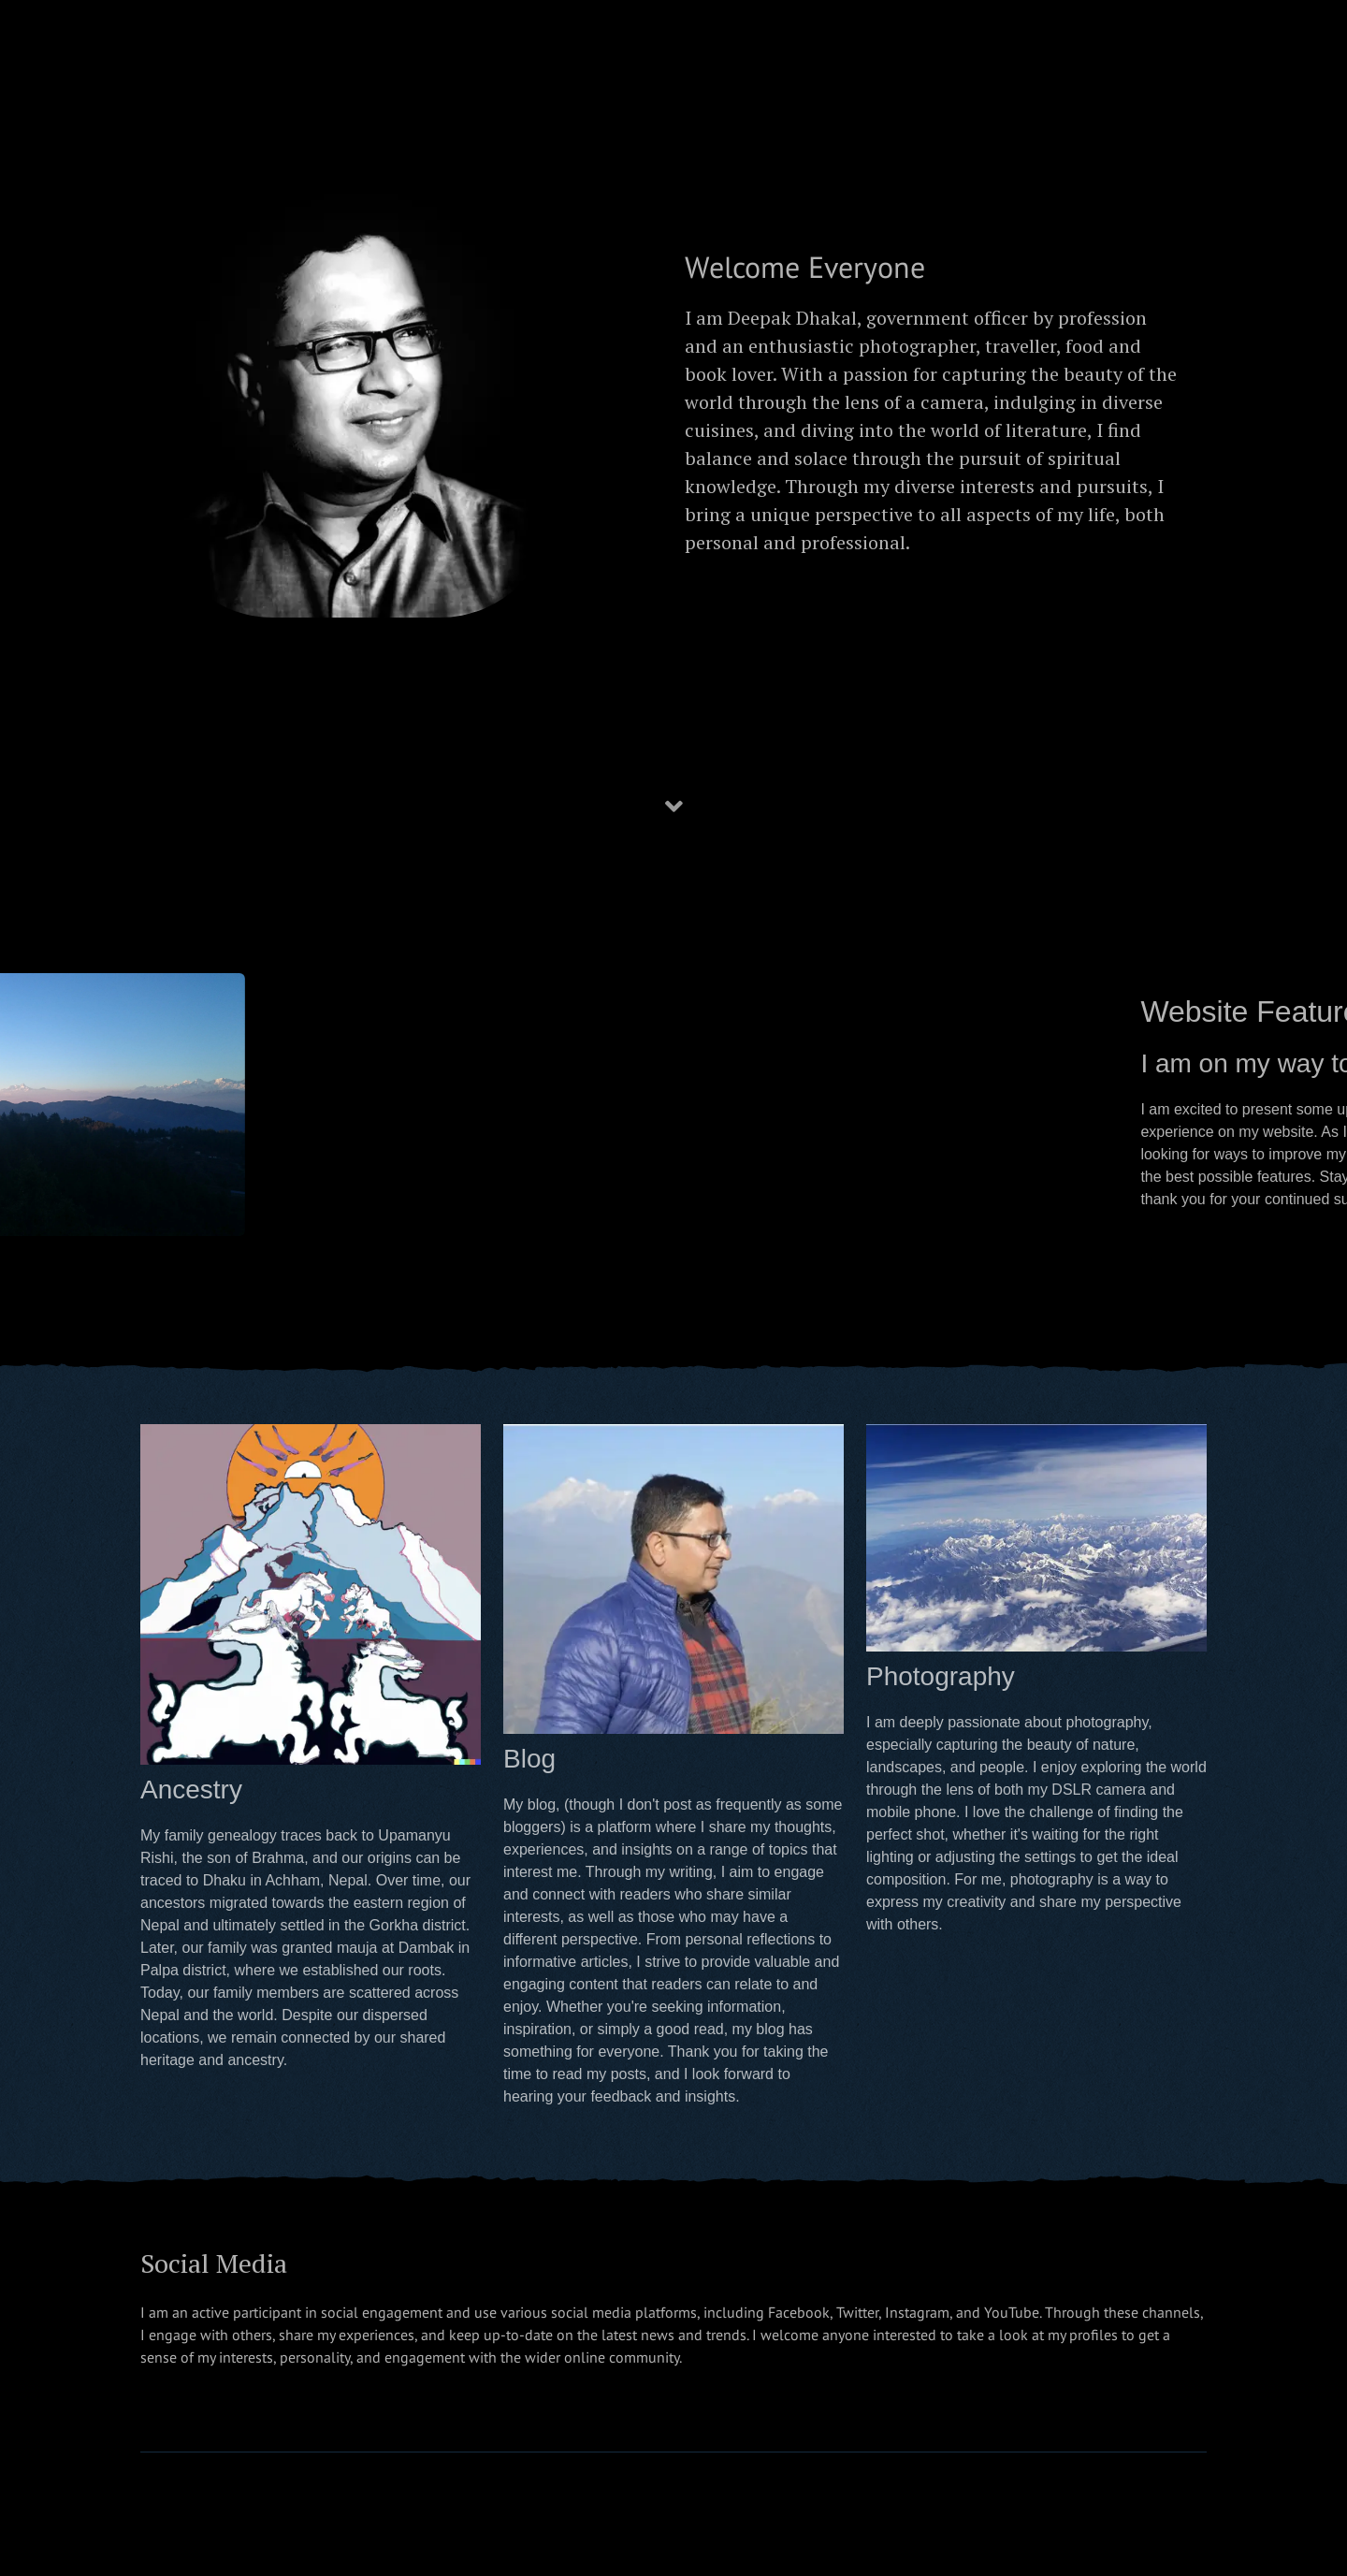 Welcome Everyone
I am Deepak Dhakal, government officer by profession
and an enthusiastic photographer, traveller, food and
book lover. With a passion for capturing the beauty of the
world through the lens of a camera, indulging in diverse
cuisines, and diving into the world of literature, I find
balance and solace through the pursuit of spiritual
knowledge. Through my diverse interests and pursuits, I
bring a unique perspective to all aspects of my life, both
personal and professional.
Website
I am on my way to
I am excited to present some
experience on my website. As I
looking for ways to improve my
the best possible features.
thank you for your continued
Ancestry
My family genealogy traces back to Upamanyu
Rishi, the son of Brahma, and our origins can be
traced to Dhaku in Achham, Nepal. Over time, our
ancestors migrated towards the eastern region of
Nepal and ultimately settled in the Gorkha district.
Later, our family was granted mauja at Dambak in
Palpa district, where we established our roots.
Today, our family members are scattered across
Nepal and the world. Despite our dispersed
locations, we remain connected by our shared
heritage and ancestry.
Blog
My blog, (though I don't post as frequently as some
bloggers) is a platform where I share my thoughts,
experiences, and insights on a range of topics that
interest me. Through my writing, I aim to engage
and connect with readers who share similar
interests, as well as those who may have a
different perspective. From personal reflections to
informative articles, I strive to provide valuable and
engaging content that readers can relate to and
enjoy. Whether you're seeking information,
inspiration, or simply a good read, my blog has
something for everyone. Thank you for taking the
time to read my posts, and I look forward to
hearing your feedback and insights.
Photography
I am deeply passionate about photography,
especially capturing the beauty of nature,
landscapes, and people. I enjoy exploring the world
through the lens of both my DSLR camera and
mobile phone. I love the challenge of finding the
perfect shot, whether it's waiting for the right
lighting or adjusting the settings to get the ideal
composition. For me, photography is a way to
express my creativity and share my perspective
with others.
Social Media
I am an active participant in social engagement and use various social media platforms, including Facebook, Twitter, Instagram, and YouTube. Through these channels,
I engage with others, share my experiences, and keep up-to-date on the latest news and trends. I welcome anyone interested to take a look at my profiles to get a
sense of my interests, personality, and engagement with the wider online community.